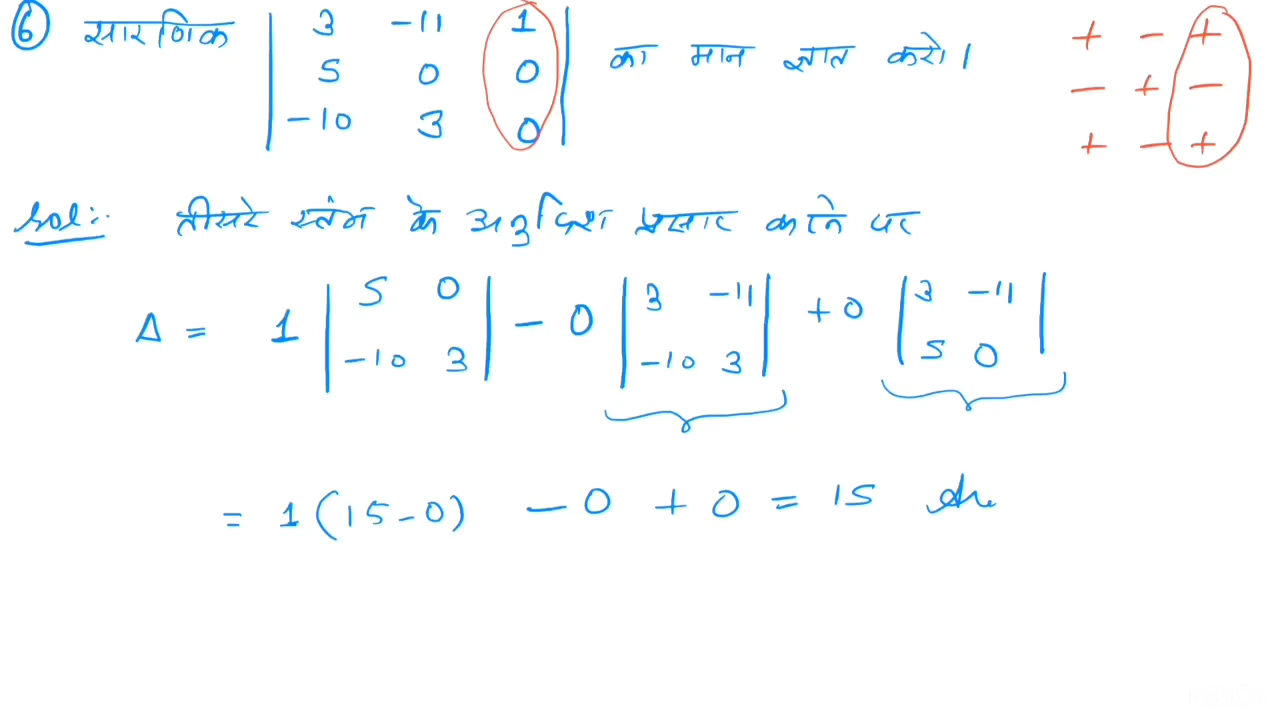 ⑥ सारणिक | 3 -11 1 | का मान ज्ञात करो।
| 5 0 0 |
| -10 3 0 |
+ - +
- + -
+ - +
Sol:- तीसरे स्तंभ के अनुदिश प्रसार करने पर
Δ = 1 | 5 0 | - 0 | 3 -11 | + 0 | 3 -11 |
| -10 3 | | -10 3 | | 5 0 |
= 1(15-0) - 0 + 0 = 15 Ans